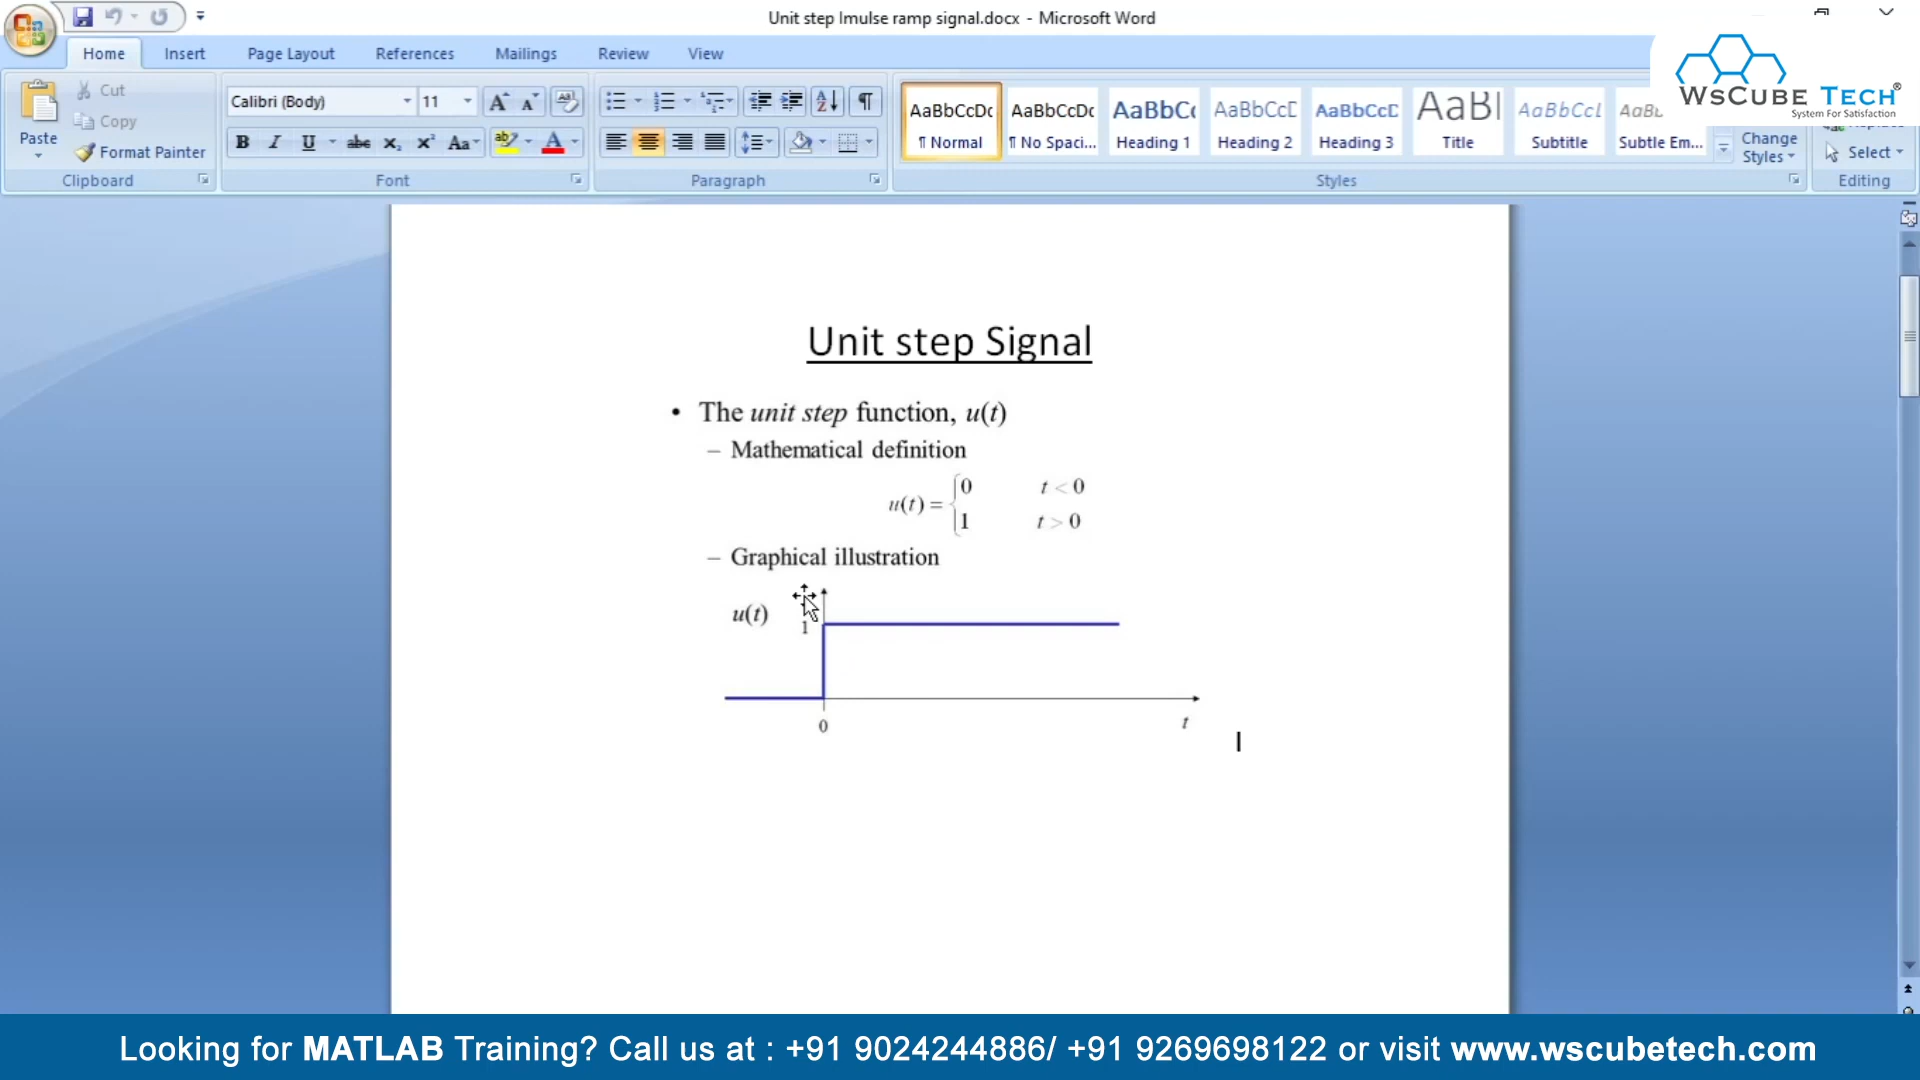 Unit step Imulse ramp signal.docx - Microsoft Word
Home Insert Page Layout References Mailings Review View
WsCube Tech®
System For Satisfaction
Paste
Cut
Copy
Format Painter
Clipboard
Calibri (Body) 11
B I U abc x₂ x² Aa
Font
Paragraph
AaBbCcDc AaBbCcDc AaBbC AaBbCcD AaBbCcD AaB AaBbCcL AaBb
¶ Normal ¶ No Spaci... Heading 1 Heading 2 Heading 3 Title Subtitle Subtle Em...
Styles
Change
Styles
Select
Editing
Unit step Signal
• The unit step function, u(t)
– Mathematical definition
u(t) = { 0 t < 0
1 t > 0
– Graphical illustration
u(t)
1
0
t
Looking for MATLAB Training? Call us at : +91 9024244886/ +91 9269698122 or visit www.wscubetech.com